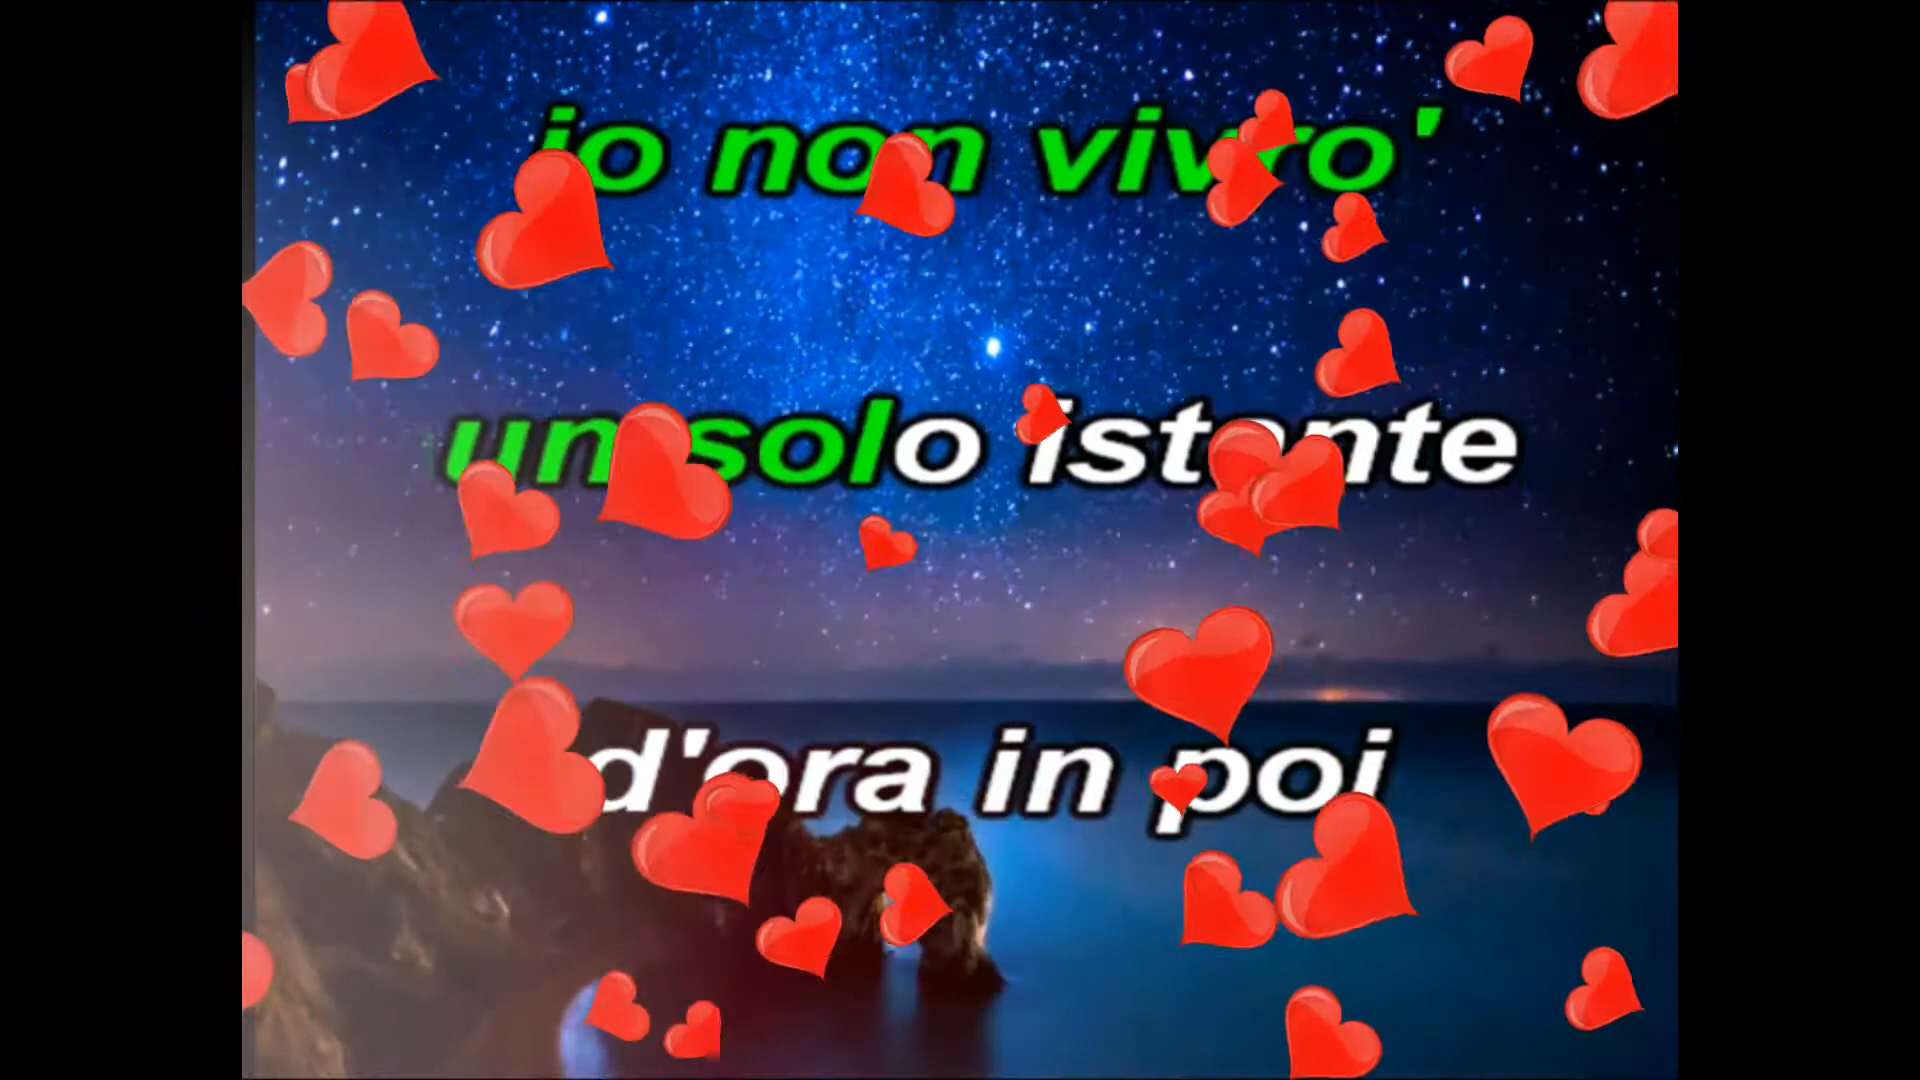 io non vivro'
un solo istante
d'ora in poi